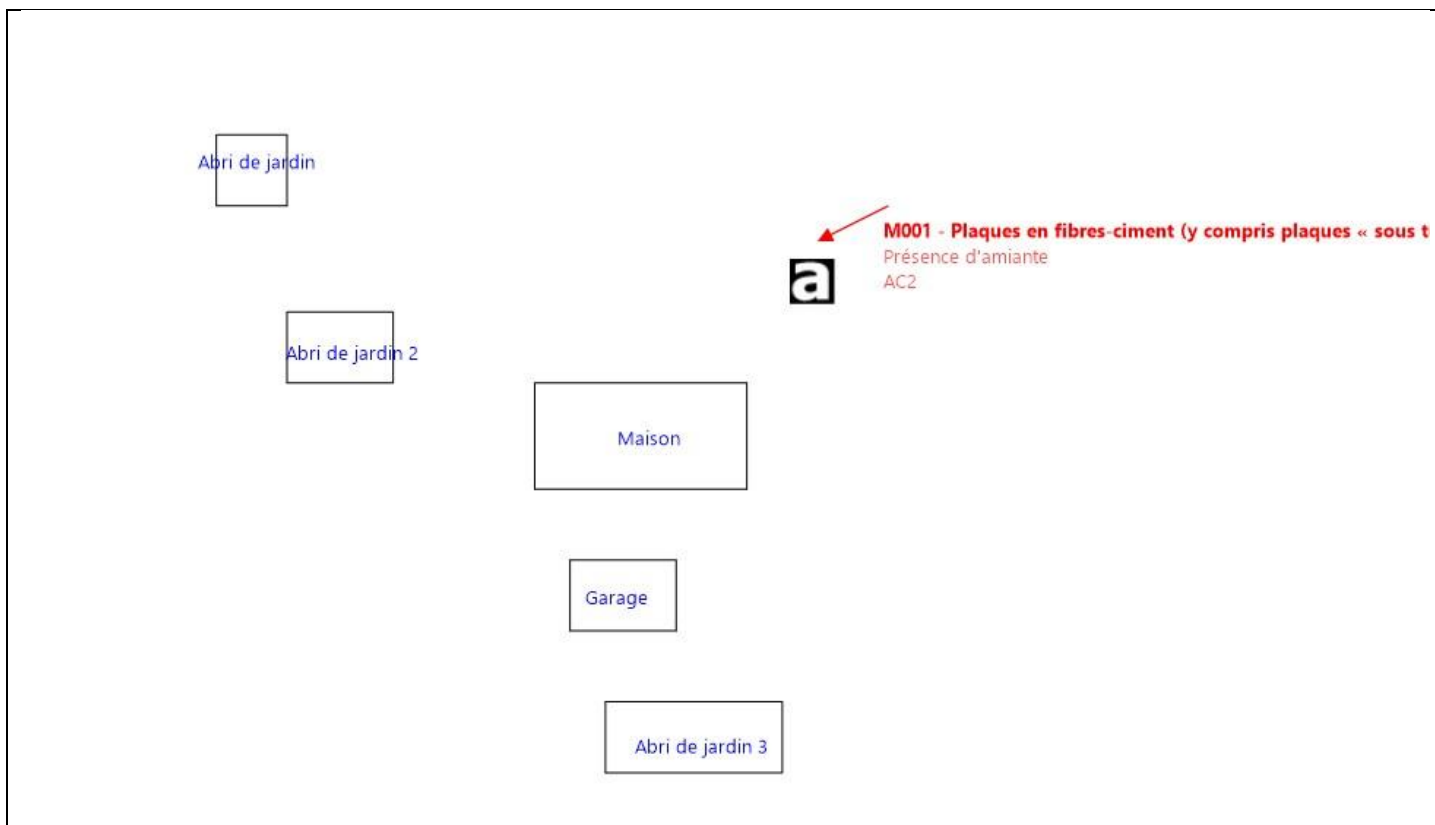 Abri de jardin
M001 - Plaques en fibres-ciment (y compris plaques « sous t
Présence d'amiante
AC2
a
Abri de jardin 2
Maison
Garage
Abri de jardin 3